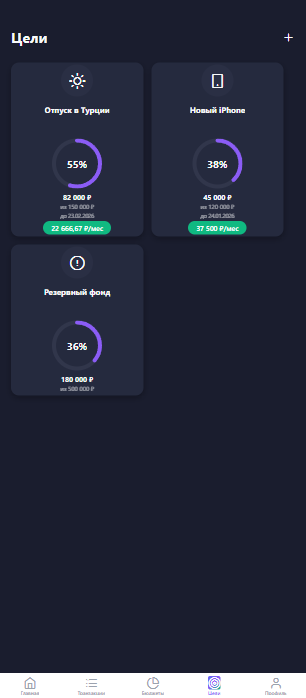 Цели
Отпуск в Турции
55%
82 000 ₽
из 150 000 ₽
до 23.02.2026
22 666,67 ₽/мес
Новый iPhone
38%
45 000 ₽
из 120 000 ₽
до 24.01.2026
37 500 ₽/мес
Резервный фонд
36%
180 000 ₽
из 500 000 ₽
Главная
Транзакции
Бюджеты
Цели
Профиль